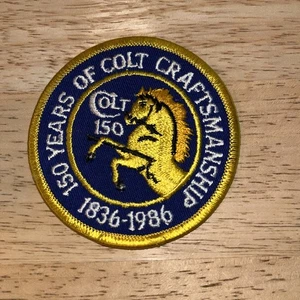 150 YEARS OF COLT CRAFTSMANSHIP
1836-1986
COLT
150